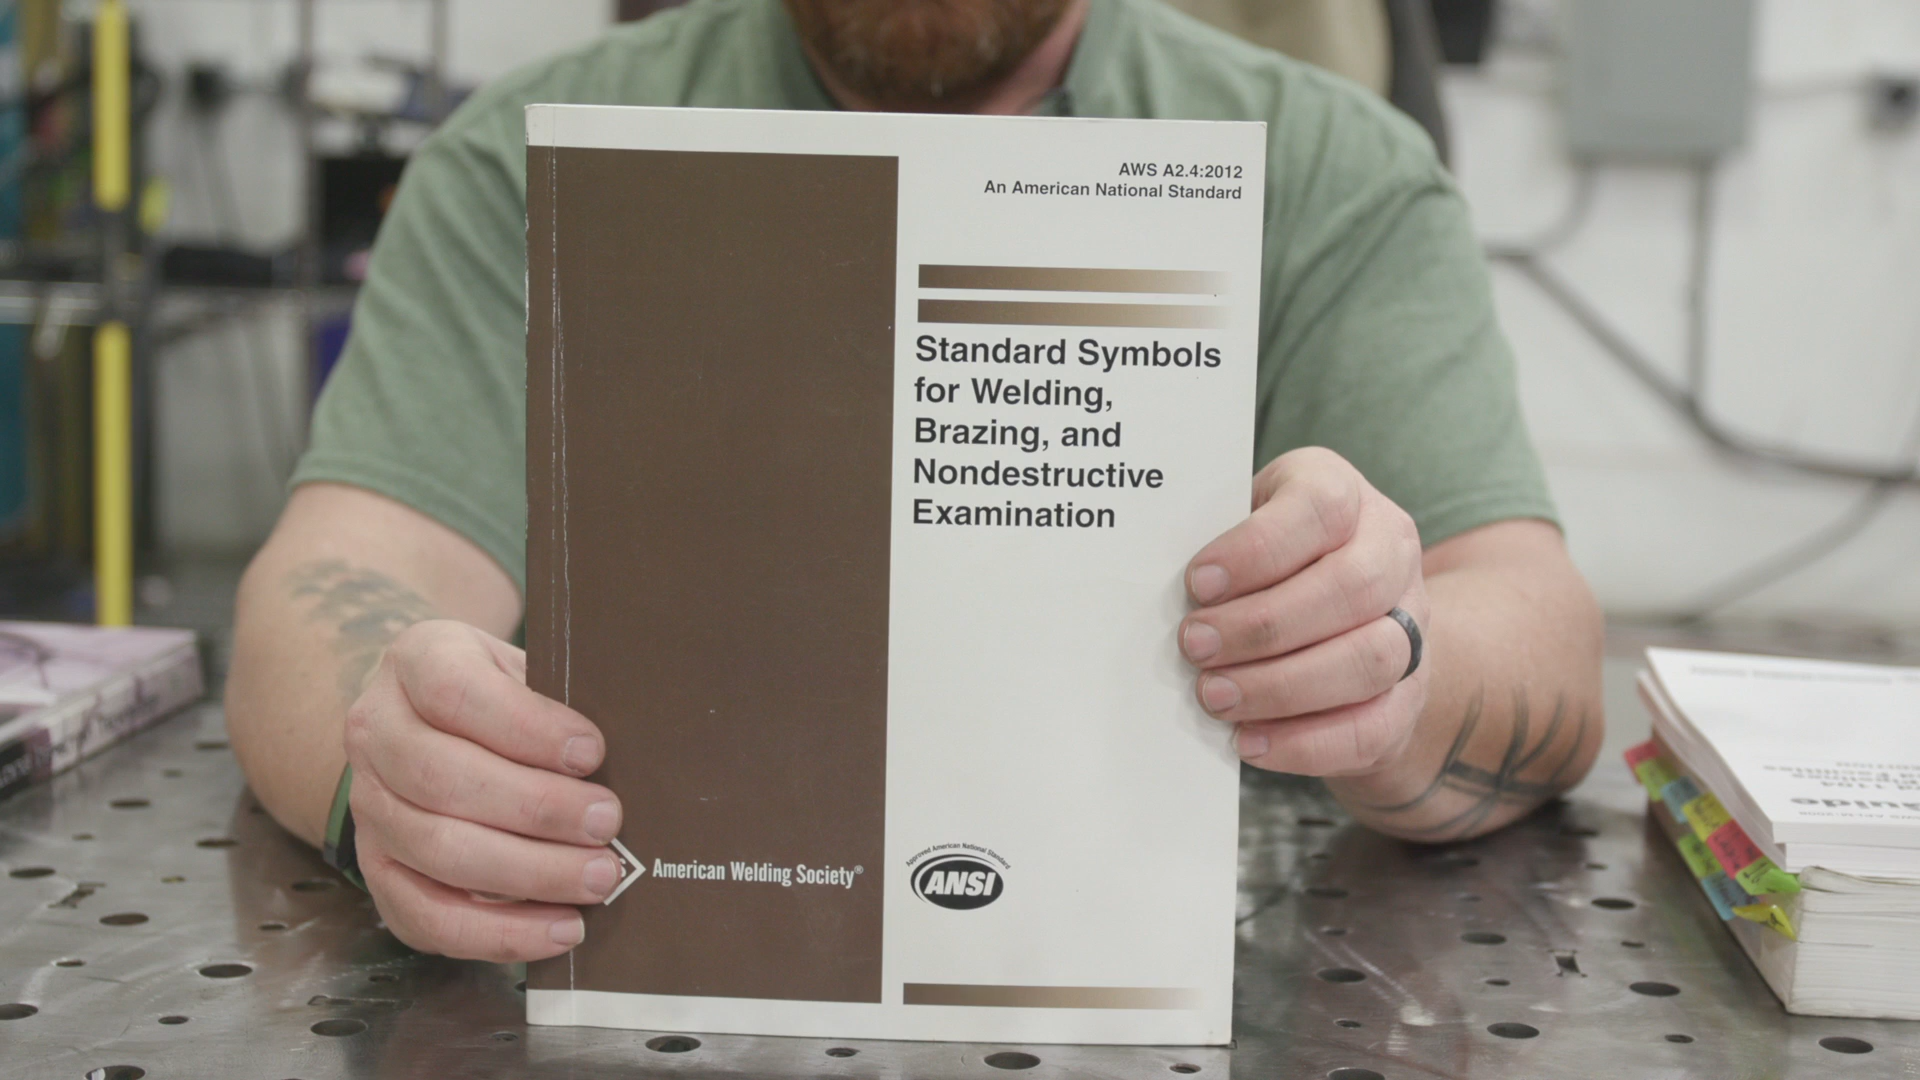 AWS A2.4:2012
An American National Standard
Standard Symbols
for Welding,
Brazing, and
Nondestructive
Examination
American Welding Society®
Approved American National Standard
ANSI